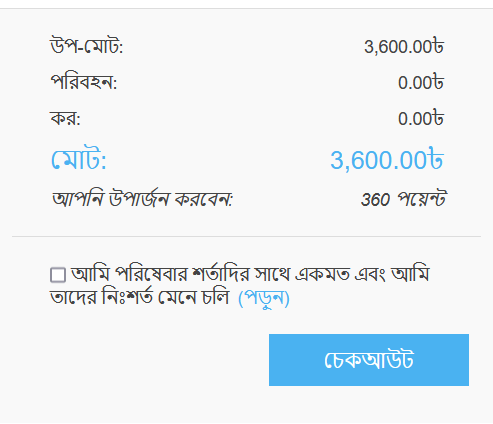 উপ-মোট: 3,600.00৳
পরিবহন: 0.00৳
কর: 0.00৳
মোট: 3,600.00৳
আপনি উপার্জন করবেন: 360 পয়েন্ট
আমি পরিষেবার শর্তাদির সাথে একমত এবং আমি
তাদের নিঃশর্ত মেনে চলি (পড়ুন)
চেকআউট